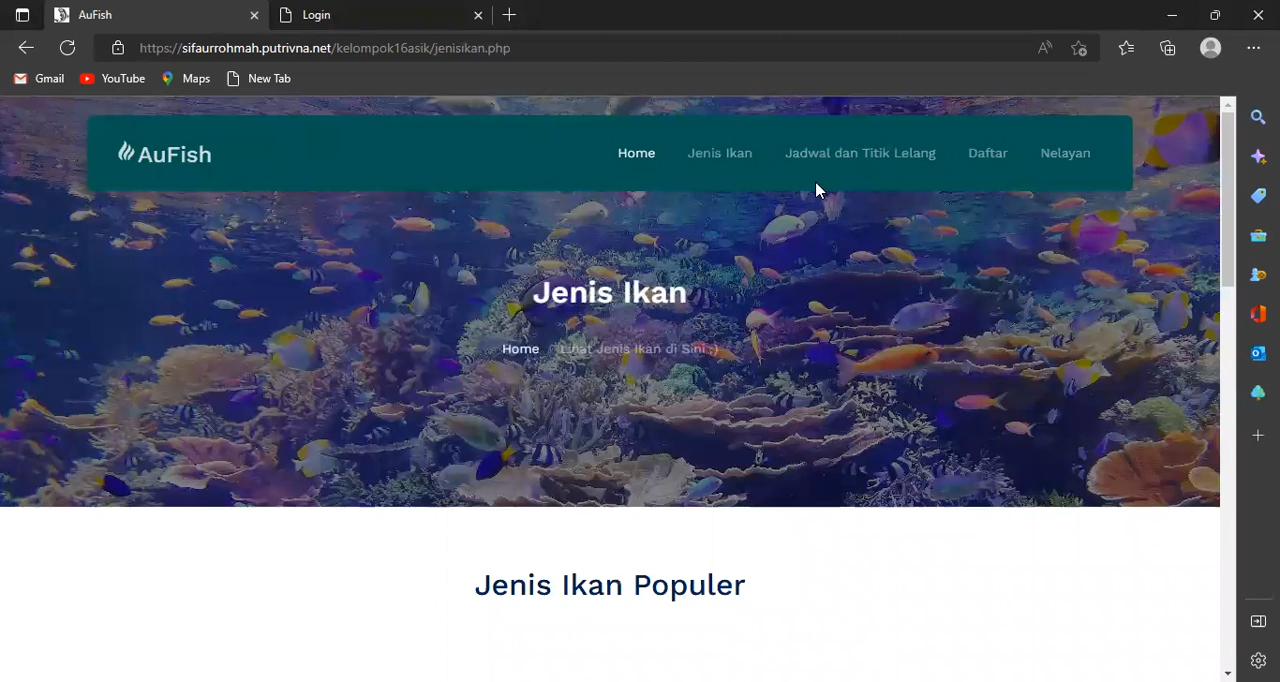 AuFish
Login
https://sifaurrohmah.putrivna.net/kelompok16asik/jenisikan.php
Gmail YouTube Maps New Tab
AuFish
Home Jenis Ikan Jadwal dan Titik Lelang Daftar Nelayan
Jenis Ikan
Home Lihat Jenis Ikan di Sini ;)
Jenis Ikan Populer